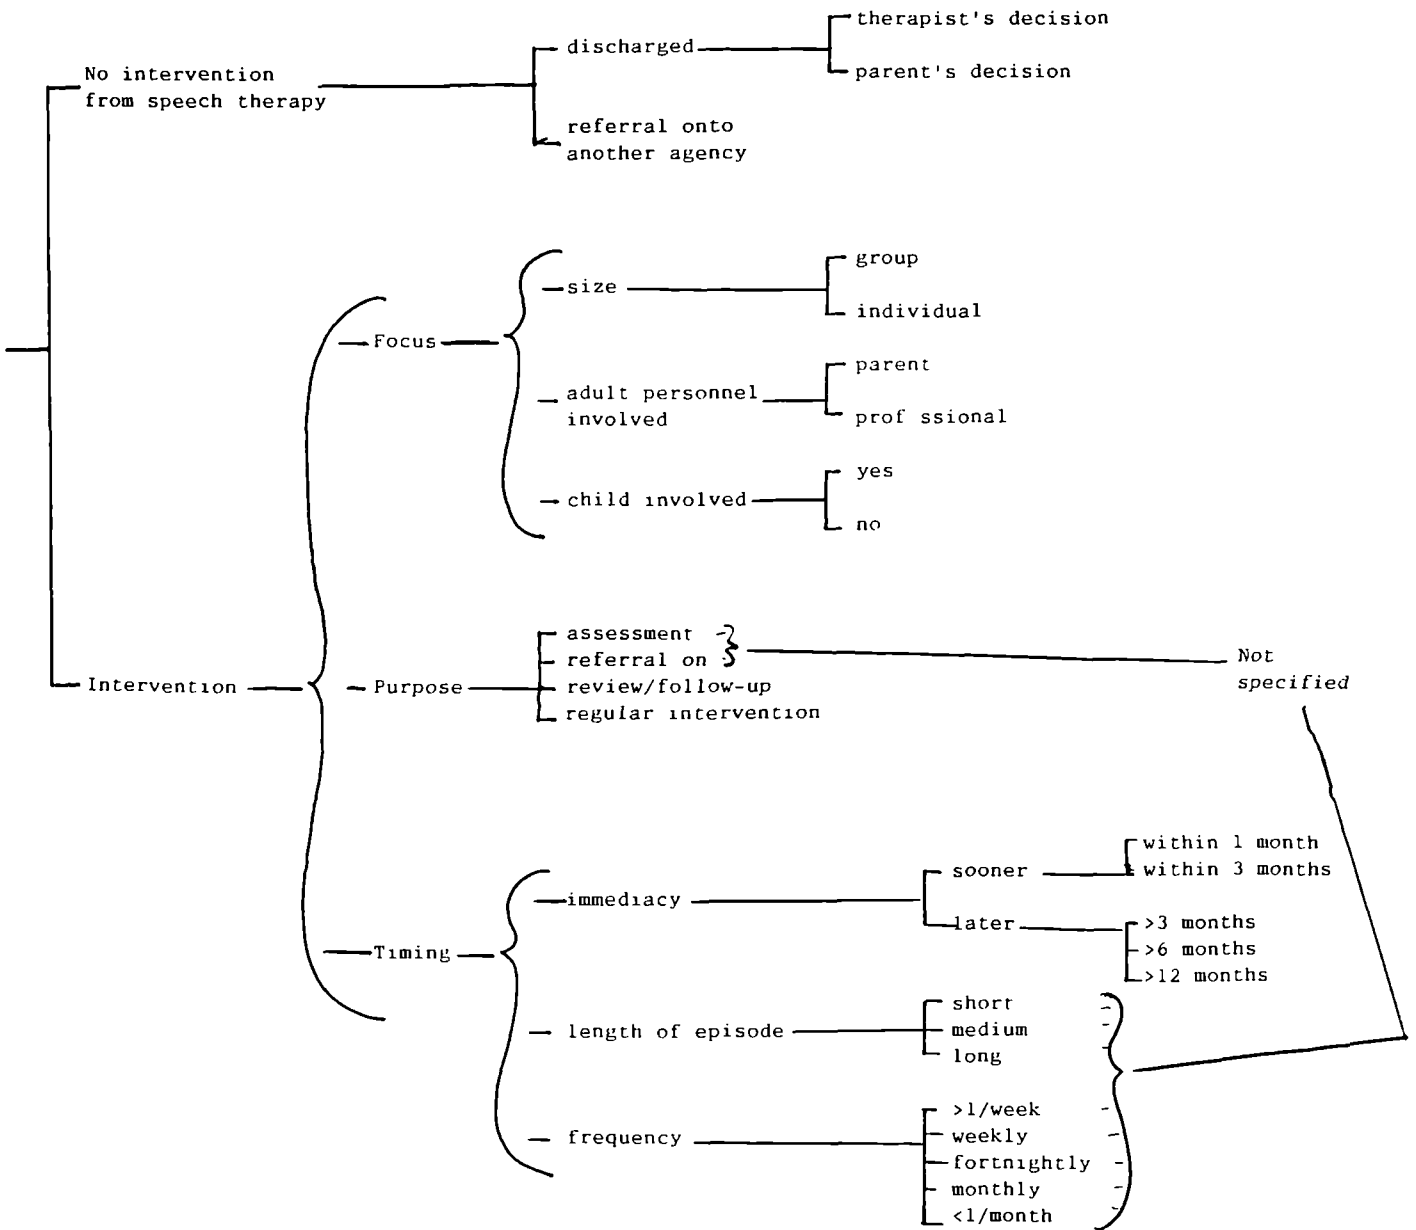 therapist's decision
discharged
parent's decision
No intervention
from speech therapy
referral onto
another agency
group
size
individual
Focus
parent
adult personnel
involved
prof ssional
yes
child involved
no
assessment
referral on
Not
specified
Intervention
Purpose
review/follow-up
regular intervention
within 1 month
sooner
within 3 months
immediacy
later
>3 months
>6 months
>12 months
Timing
short
length of episode
medium
long
>1/week
frequency
weekly
fortnightly
monthly
<1/month